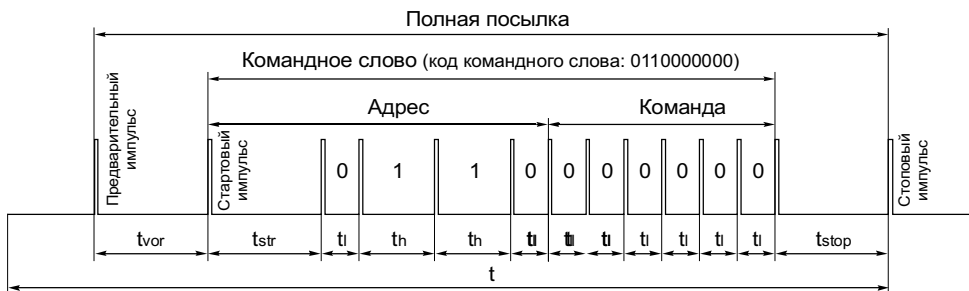 Полная посылка
Командное слово (код командного слова: 0110000000)
Адрес
Команда
Предварительный
импульс
Стартовый
импульс
0 1 1 0 0 0 0 0 0 0
Стоповый
импульс
tvor tstr tl th th tl tl tl tl tl tl tl tstop
t